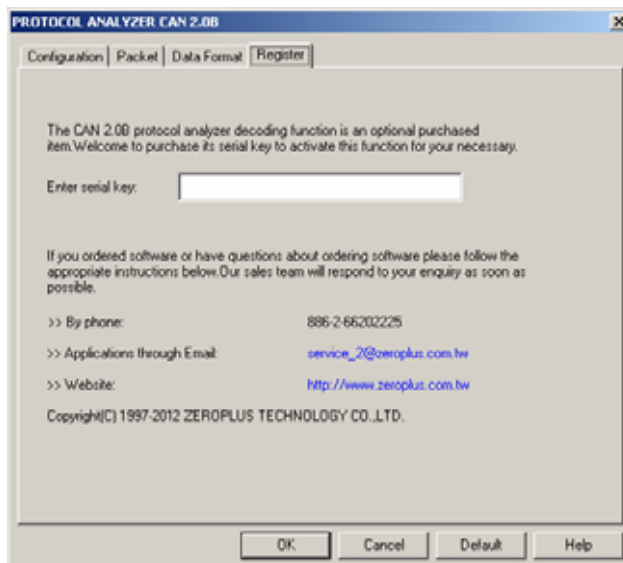 PROTOCOL ANALYZER CAN 2.0B
Configuration Packet Data Format Register
The CAN 2.0B protocol analyzer decoding function is an optional purchased
item.Welcome to purchase its serial key to activate this function for your necessary.
Enter serial key:
If you ordered software or have questions about ordering software please follow the
appropriate instructions below.Our sales team will respond to your enquiry as soon as
possible.
>> By phone: 886-2-66202225
>> Applications through Email: service_2@zeroplus.com.tw
>> Website: http://www.zeroplus.com.tw
Copyright(C) 1997-2012 ZEROPLUS TECHNOLOGY CO.,LTD.
OK Cancel Default Help